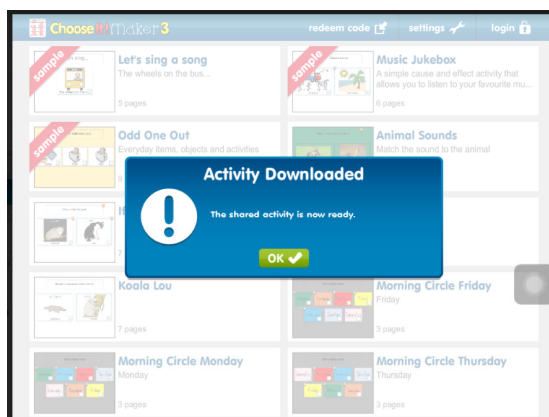 ChooseIt! Maker 3
redeem code
settings
login
sample
Let's sing a song
The wheels on the bus...
5 pages
sample
Music Jukebox
A simple cause and effect activity that
allows you to listen to your favourite mu...
6 pages
sample
Odd One Out
Everyday items, objects and activities
Animal Sounds
Match the sound to the animal
Activity Downloaded
The shared activity is now ready.
OK
Koala Lou
7 pages
Morning Circle Friday
Friday
3 pages
Morning Circle Monday
Monday
3 pages
Morning Circle Thursday
Thursday
3 pages